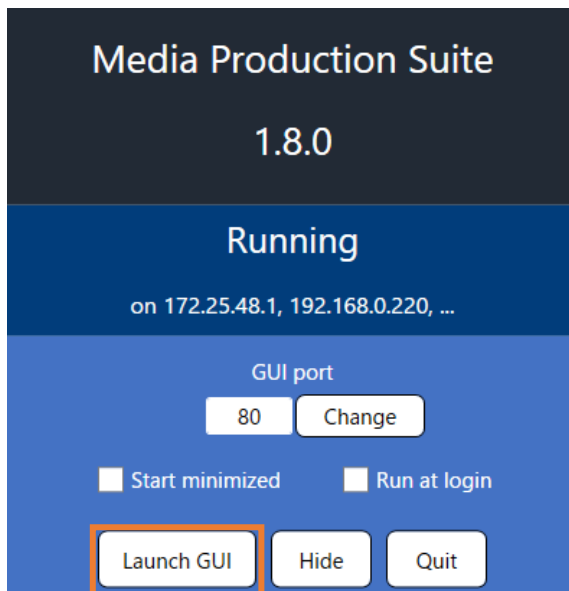 Media Production Suite
1.8.0
Running
on 172.25.48.1, 192.168.0.220, ...
GUI port
80 Change
Start minimized Run at login
Launch GUI Hide Quit